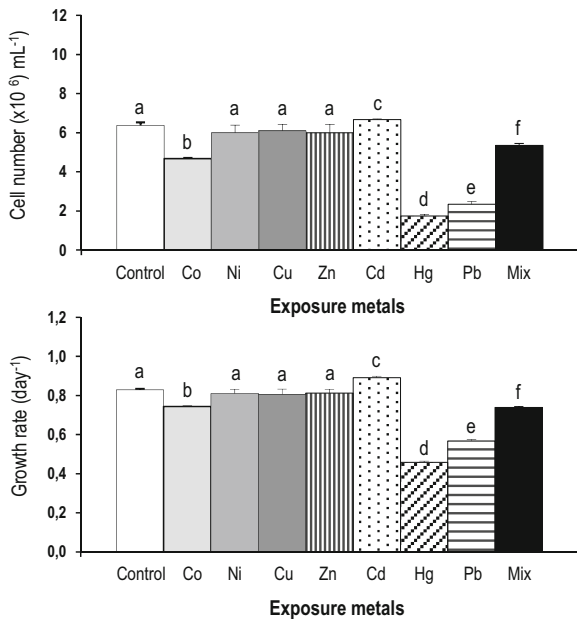 12
10
8
6
4
2
0
Cell number (x10 ⁶) mL⁻¹
a b a a a c d e f
Control Co Ni Cu Zn Cd Hg Pb Mix
Exposure metals
1,2
1,0
0,8
0,6
0,4
0,2
0,0
Growth rate (day⁻¹)
a b a a a c d e f
Control Co Ni Cu Zn Cd Hg Pb Mix
Exposure metals